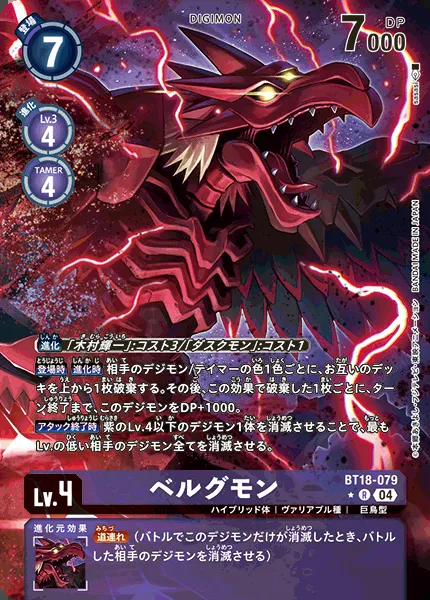 DIGIMON
登場
7
DP
7000
進化
Lv.3
4
TAMER
4
BANDAI MADE IN JAPAN
進化 「木村輝一」:コスト3/「ダスクモン」:コスト1
登場時 進化時 相手のデジモン/テイマーの色1色ごとに、お互いのデッ
キを上から1枚破棄する。その後、この効果で破棄した1枚ごとに、ター
ン終了まで、このデジモンをDP+1000。
アタック終了時 紫のLv.4以下のデジモン1体を消滅させることで、最も
Lv.の低い相手のデジモン全てを消滅させる。
Lv.4
ベルグモン
BT18-079
R 04
ハイブリッド体 | ヴァリアブル種 | 巨鳥型
進化元効果
道連れ (バトルでこのデジモンだけが消滅したとき、バトル
した相手のデジモンを消滅させる)